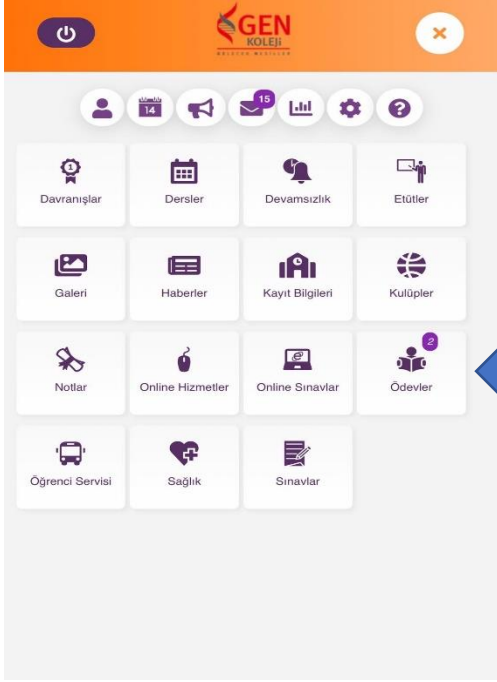 GEN
KOLEJİ
15
14
1
Davranışlar
Dersler
Devamsızlık
Etütler
Galeri
Haberler
Kayıt Bilgileri
Kulüpler
2
Notlar
Online Hizmetler
Online Sınavlar
Ödevler
Öğrenci Servisi
Sağlık
Sınavlar